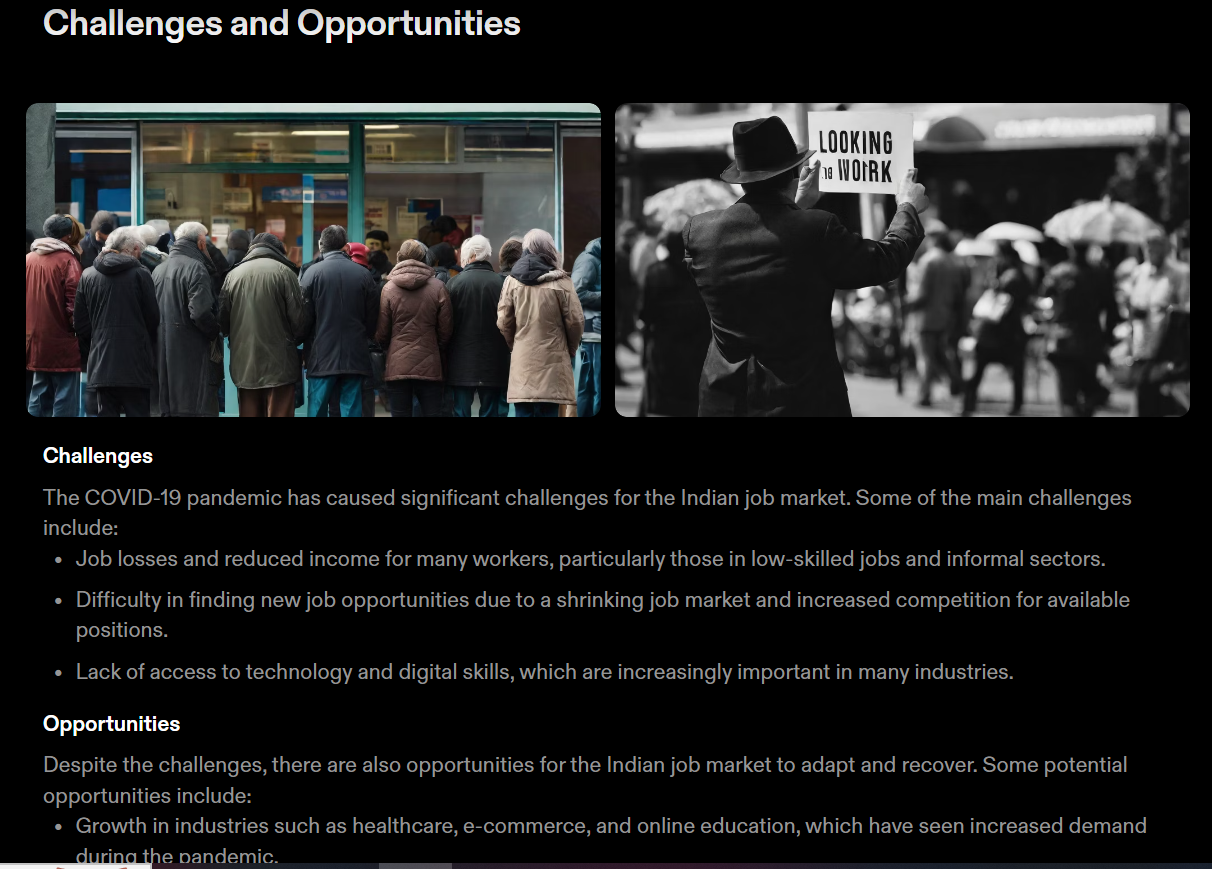 Challenges and Opportunities
LOOKING
WORK
Challenges
The COVID-19 pandemic has caused significant challenges for the Indian job market. Some of the main challenges
include:
• Job losses and reduced income for many workers, particularly those in low-skilled jobs and informal sectors.
• Difficulty in finding new job opportunities due to a shrinking job market and increased competition for available
positions.
• Lack of access to technology and digital skills, which are increasingly important in many industries.
Opportunities
Despite the challenges, there are also opportunities for the Indian job market to adapt and recover. Some potential
opportunities include:
• Growth in industries such as healthcare, e-commerce, and online education, which have seen increased demand
during the pandemic.